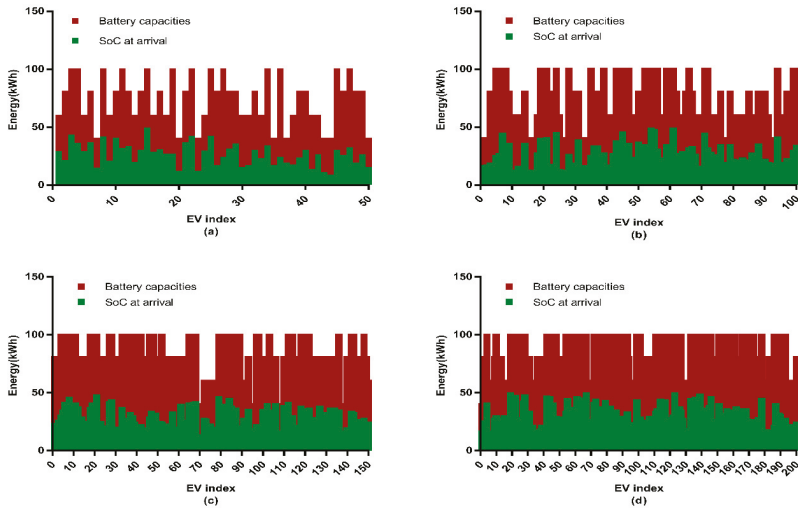 150
Battery capacities
SoC at arrival
100
50
0
Energy(kWh)
0 10 20 30 40 50
EV index
(a)
150
Battery capacities
SoC at arrival
100
50
0
Energy(kWh)
0 10 20 30 40 50 60 70 80 90 100
EV index
(b)
150
Battery capacities
SoC at arrival
100
50
0
Energy(kWh)
0 10 20 30 40 50 60 70 80 90 100 110 120 130 140 150
EV index
(c)
150
Battery capacities
SoC at arrival
100
50
0
Energy(kWh)
0 10 20 30 40 50 60 70 80 90 100 110 120 130 140 150 160 170 180 190 200
EV index
(d)